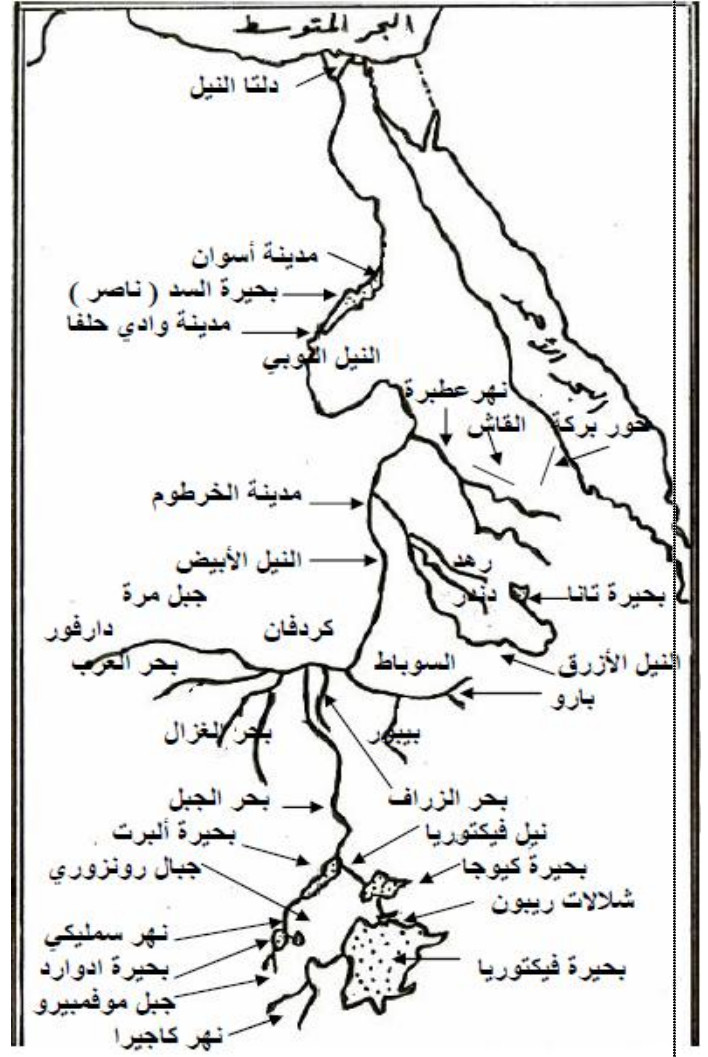 البحر المتوسط
دلتا النيل
مدينة أسوان
بحيرة السد ( ناصر )
مدينة وادي حلفا
النيل النوبي
البحر الأحمر
نهر عطبرة
القاش
خور بركة
مدينة الخرطوم
النيل الأبيض
رهد
جبل مرة
دندر
بحيرة تانا
كردفان
دارفور
السوباط
النيل الأزرق
بحر العرب
بارو
بحر الغزال
بيبور
بحر الجبل
بحر الزراف
بحيرة ألبرت
نيل فيكتوريا
جبال رونزوري
بحيرة كيوجا
شلالات ريبون
نهر سمليكي
بحيرة ادوارد
بحيرة فيكتوريا
جبل موفمبيرو
نهر كاجيرا